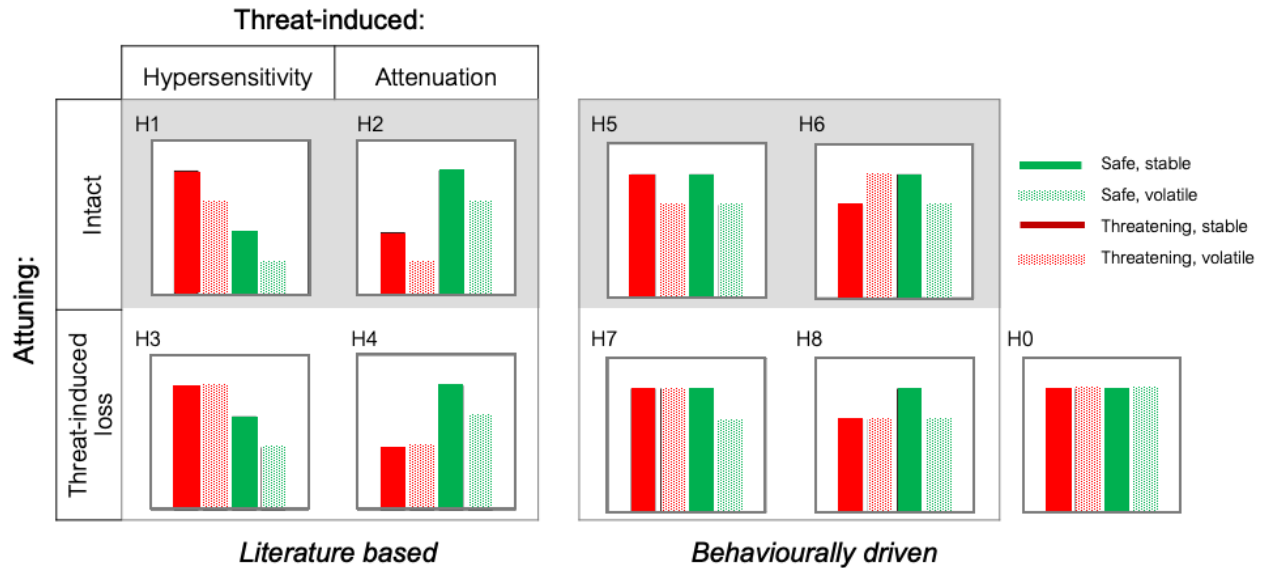 Threat-induced:
Hypersensitivity
Attenuation
Attuning:
Intact
Threat-induced
loss
H1
H2
H5
H6
H3
H4
H7
H8
H0
Safe, stable
Safe, volatile
Threatening, stable
Threatening, volatile
Literature based
Behaviourally driven